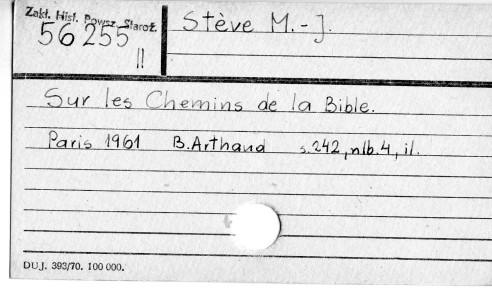 Zakł. Hist. Powsz. Staroż.
56255
II
Stève M.-J.
Sur les Chemins de la Bible.
Paris 1961 B.Arthaud s.242, nlb.4, il.
DUJ. 393/70. 100 000.